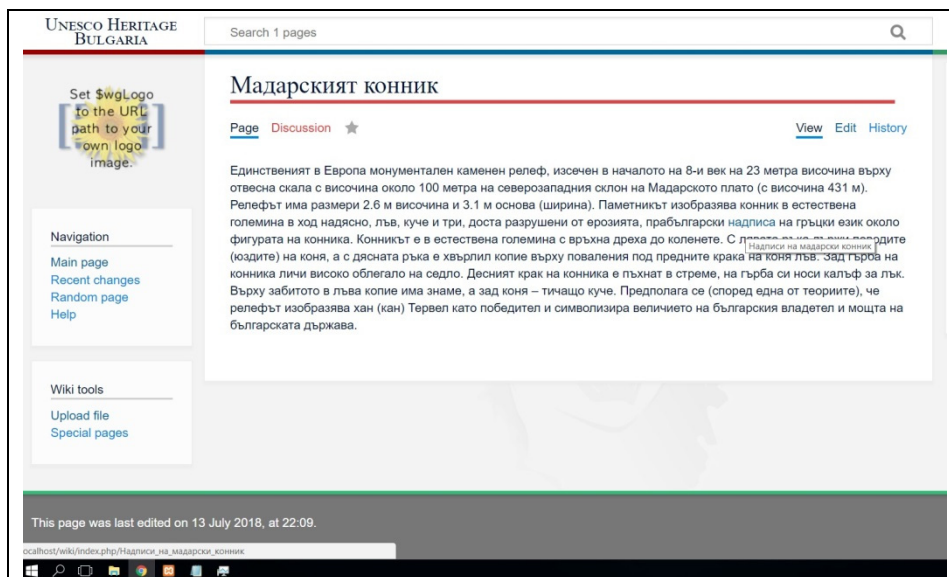 UNESCO HERITAGE
BULGARIA
Search 1 pages
Set $wgLogo
to the URL
path to your
own logo
image.
Мадарският конник
Page Discussion
View Edit History
Единственият в Европа монументален каменен релеф, изсечен в началото на 8-и век на 23 метра височина върху
отвесна скала с височина около 100 метра на северозападния склон на Мадарското плато (с височина 431 м).
Релефът има размери 2.6 м височина и 3.1 м основа (ширина). Паметникът изобразява конник в естествена
големина в ход надясно, лъв, куче и три, доста разрушени от ерозията, прабългарски надписа на гръцки език около
фигурата на конника. Конникът е в естествена големина с връхна дреха до коленете. С лявата ръка държи поводите
Надписи на мадарски конник
(юздите) на коня, а с дясната ръка е хвърлил копие върху поваления под предните крака на коня лъв. Зад гърба на
конника личи високо облегало на седло. Десният крак на конника е пъхнат в стреме, на гърба си носи калъф за лък.
Върху забитото в лъва копие има знаме, а зад коня – тичащо куче. Предполага се (според една от теориите), че
релефът изобразява хан (кан) Тервел като победител и символизира величието на българския владетел и мощта на
българската държава.
Navigation
Main page
Recent changes
Random page
Help
Wiki tools
Upload file
Special pages
This page was last edited on 13 July 2018, at 22:09.
ocalhost/wiki/index.php/Надписи_на_мадарски_конник